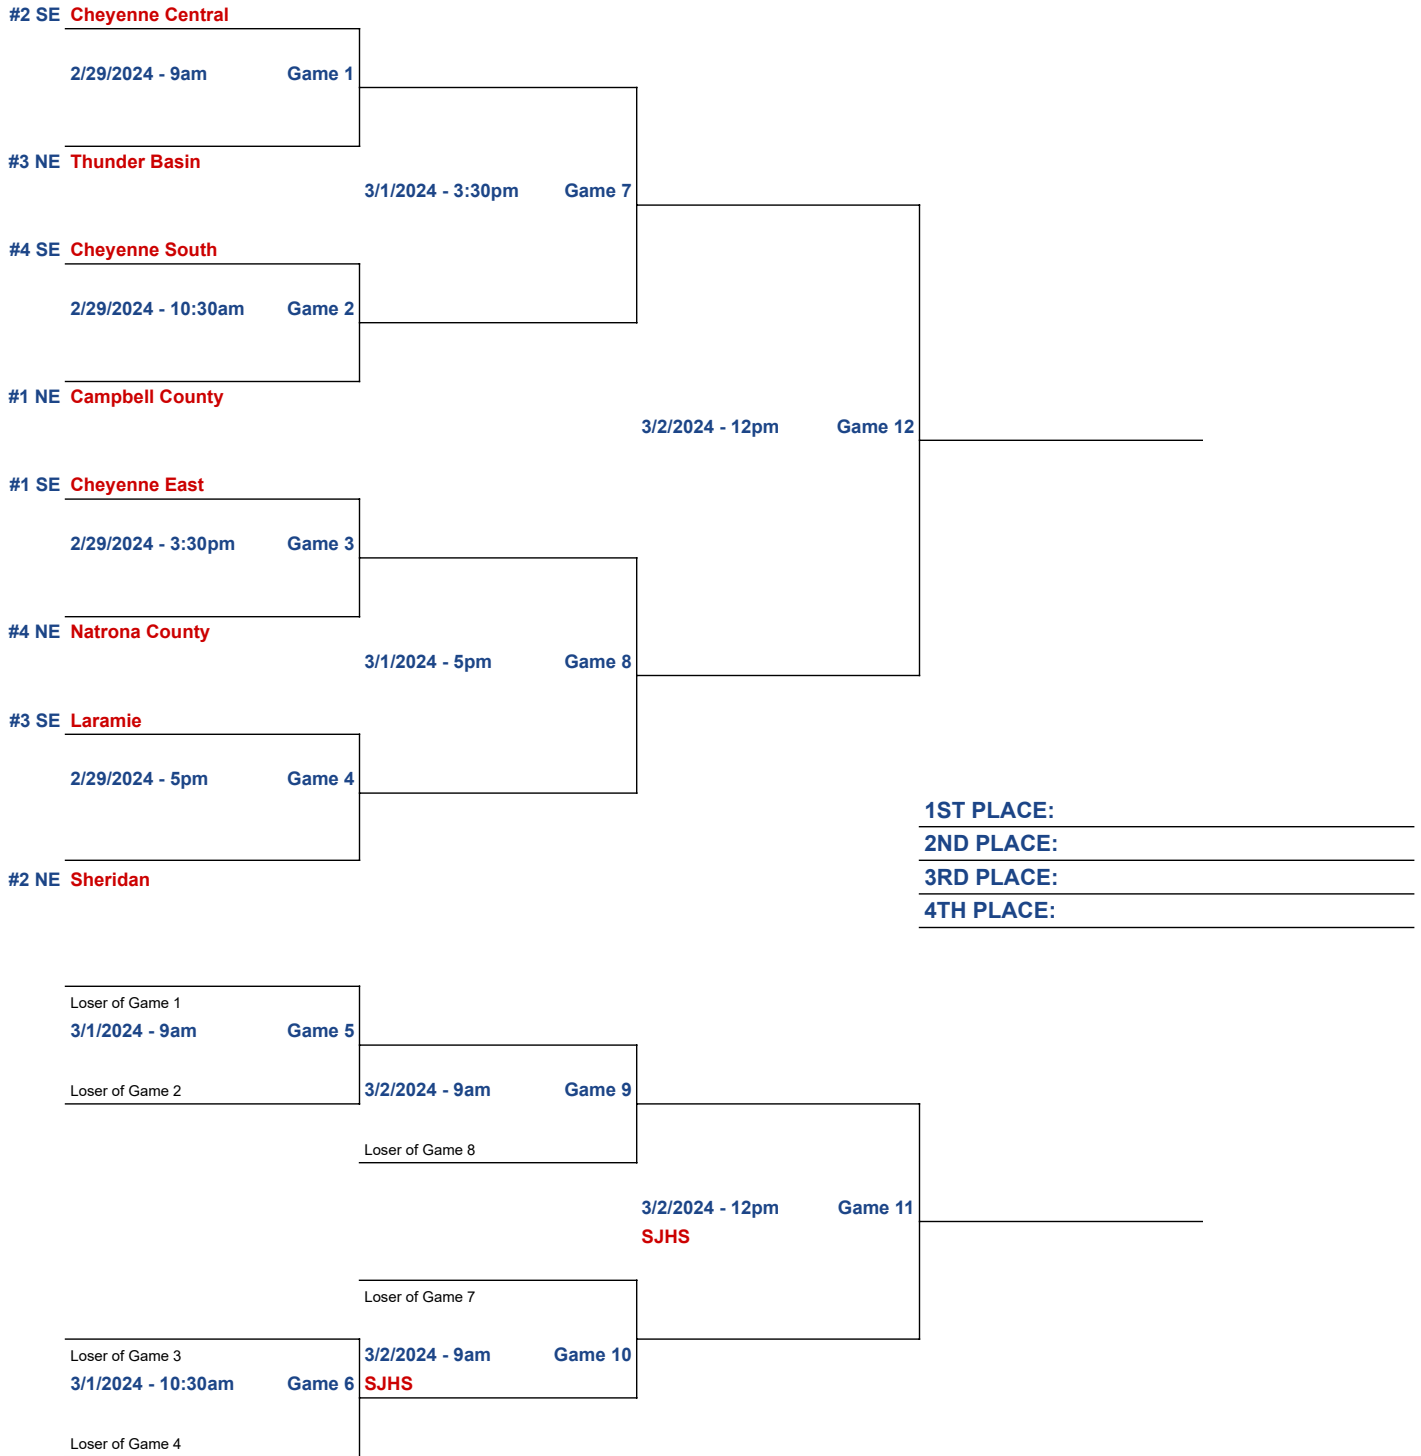 #2 SE Cheyenne Central
2/29/2024 - 9am Game 1
#3 NE Thunder Basin
3/1/2024 - 3:30pm Game 7
#4 SE Cheyenne South
2/29/2024 - 10:30am Game 2
#1 NE Campbell County
3/2/2024 - 12pm Game 12
#1 SE Cheyenne East
2/29/2024 - 3:30pm Game 3
#4 NE Natrona County
3/1/2024 - 5pm Game 8
#3 SE Laramie
2/29/2024 - 5pm Game 4
1ST PLACE:
2ND PLACE:
#2 NE Sheridan
3RD PLACE:
4TH PLACE:
Loser of Game 1
3/1/2024 - 9am Game 5
Loser of Game 2
3/2/2024 - 9am Game 9
Loser of Game 8
3/2/2024 - 12pm Game 11
SJHS
Loser of Game 7
Loser of Game 3
3/2/2024 - 9am Game 10
3/1/2024 - 10:30am Game 6
SJHS
Loser of Game 4